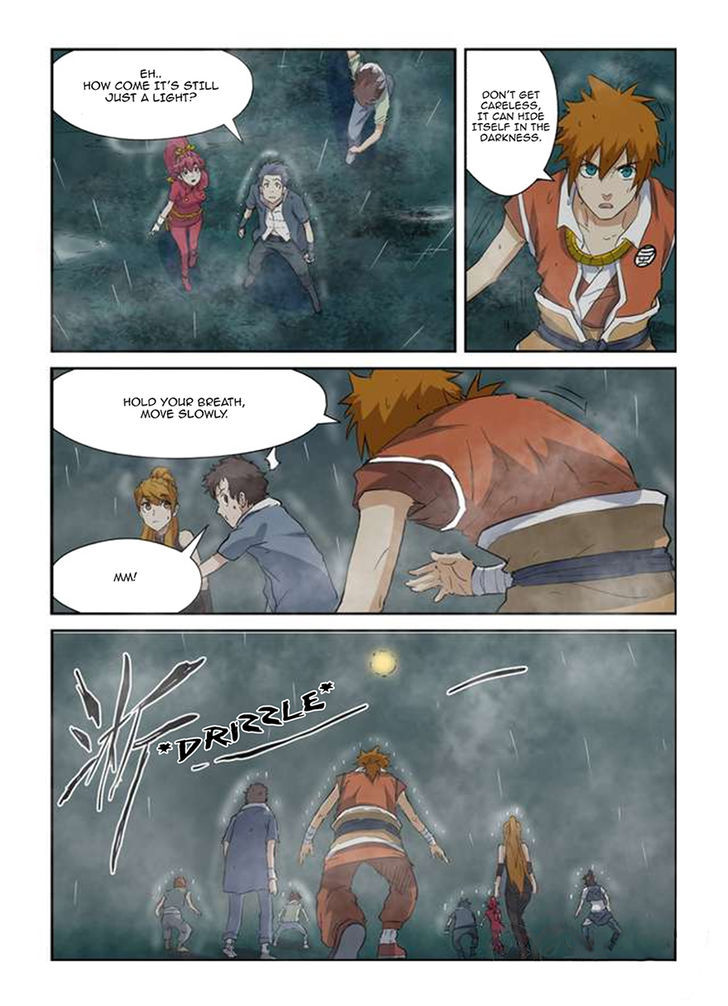 EH..
HOW COME IT'S STILL
JUST A LIGHT?
DON'T GET
CARELESS,
IT CAN HIDE
ITSELF IN THE
DARKNESS.
HOLD YOUR BREATH,
MOVE SLOWLY.
MM!
淅
*DRIZZLE*